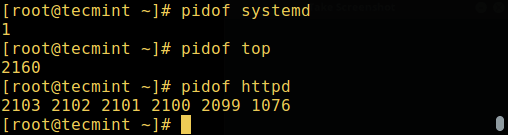 [root@tecmint ~]# pidof systemd
1
[root@tecmint ~]# pidof top
2160
[root@tecmint ~]# pidof httpd
2103 2102 2101 2100 2099 1076
[root@tecmint ~]#